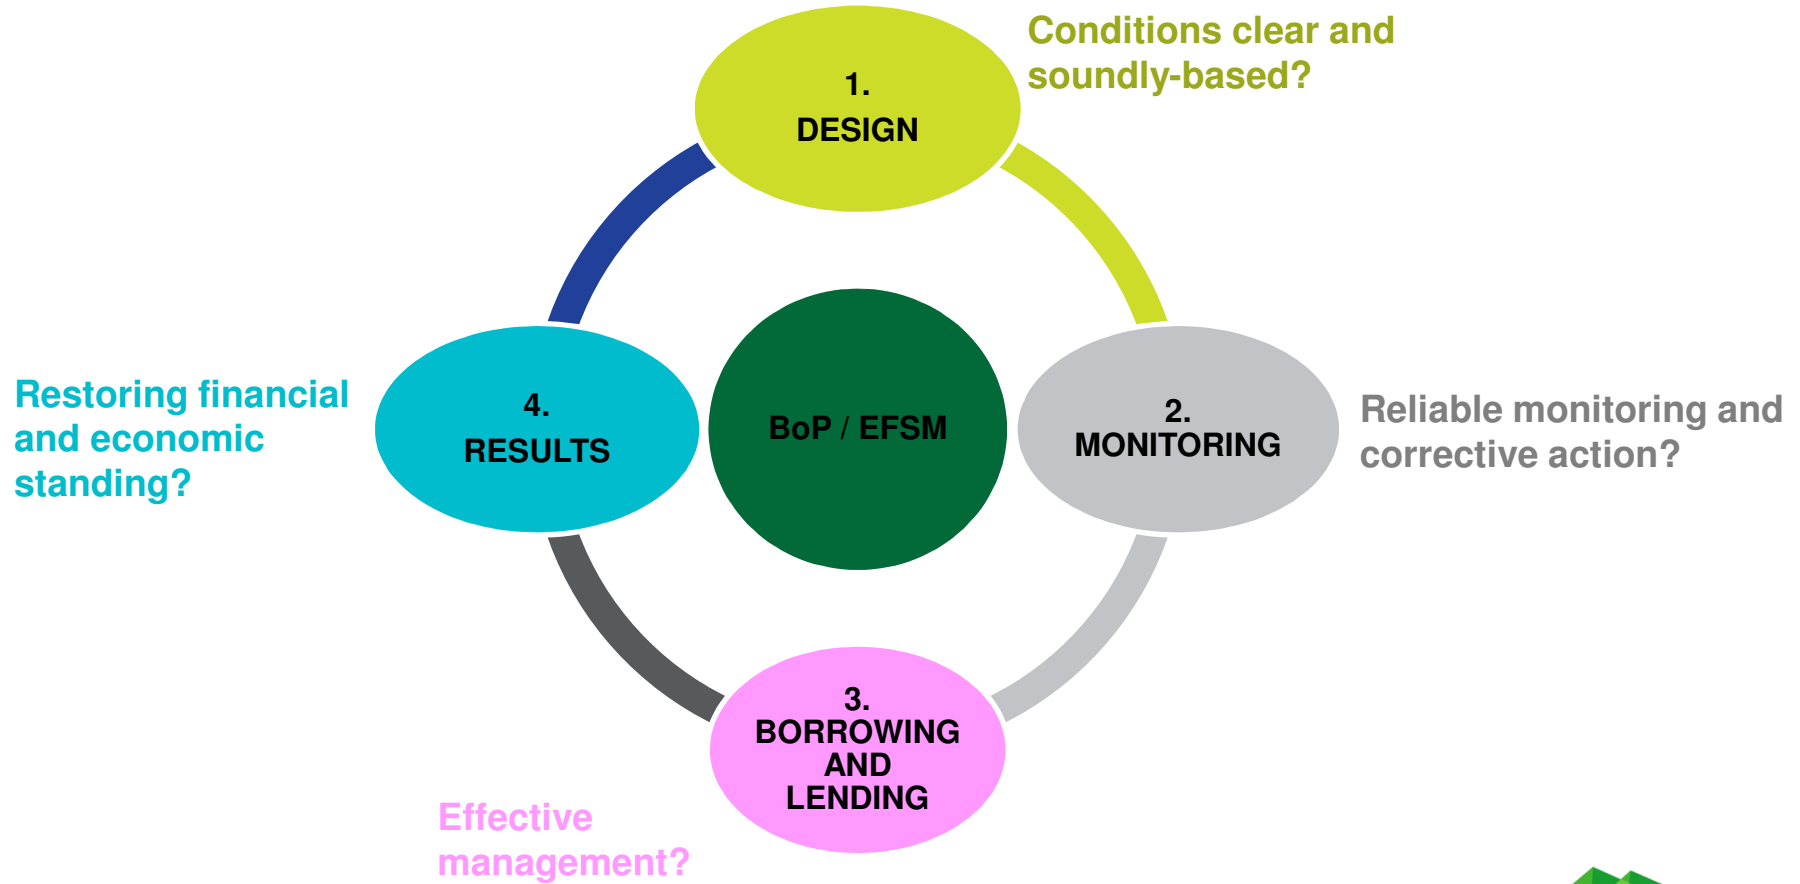 1.
DESIGN
Conditions clear and
soundly-based?
2.
MONITORING
Reliable monitoring and
corrective action?
3.
BORROWING
AND
LENDING
Effective
management?
4.
RESULTS
Restoring financial
and economic
standing?
BoP / EFSM